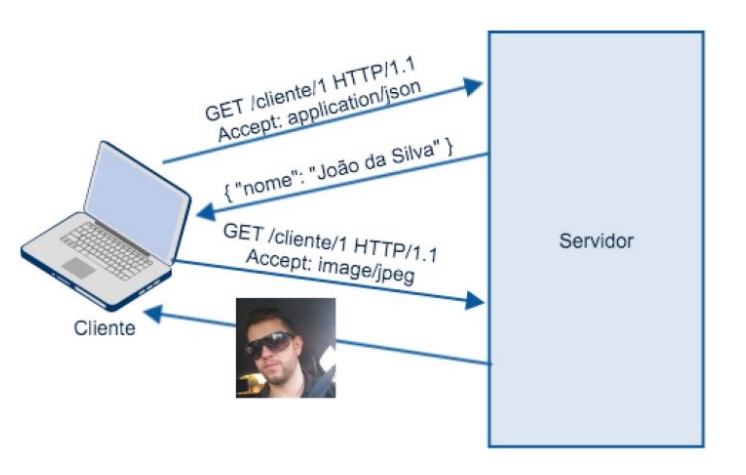 GET /cliente/1 HTTP/1.1
Accept: application/json
{ "nome": "João da Silva" }
GET /cliente/1 HTTP/1.1
Accept: image/jpeg
Cliente
Servidor